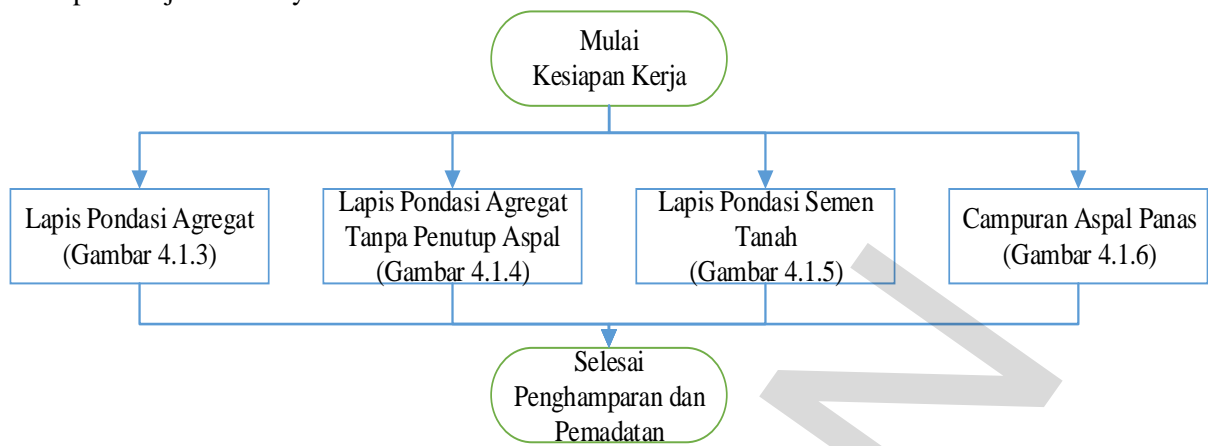 Mulai
Kesiapan Kerja
Lapis Pondasi Agregat
(Gambar 4.1.3)
Lapis Pondasi Agregat
Tanpa Penutup Aspal
(Gambar 4.1.4)
Lapis Pondasi Semen
Tanah
(Gambar 4.1.5)
Campuran Aspal Panas
(Gambar 4.1.6)
Selesai
Penghamparan dan
Pemadatan